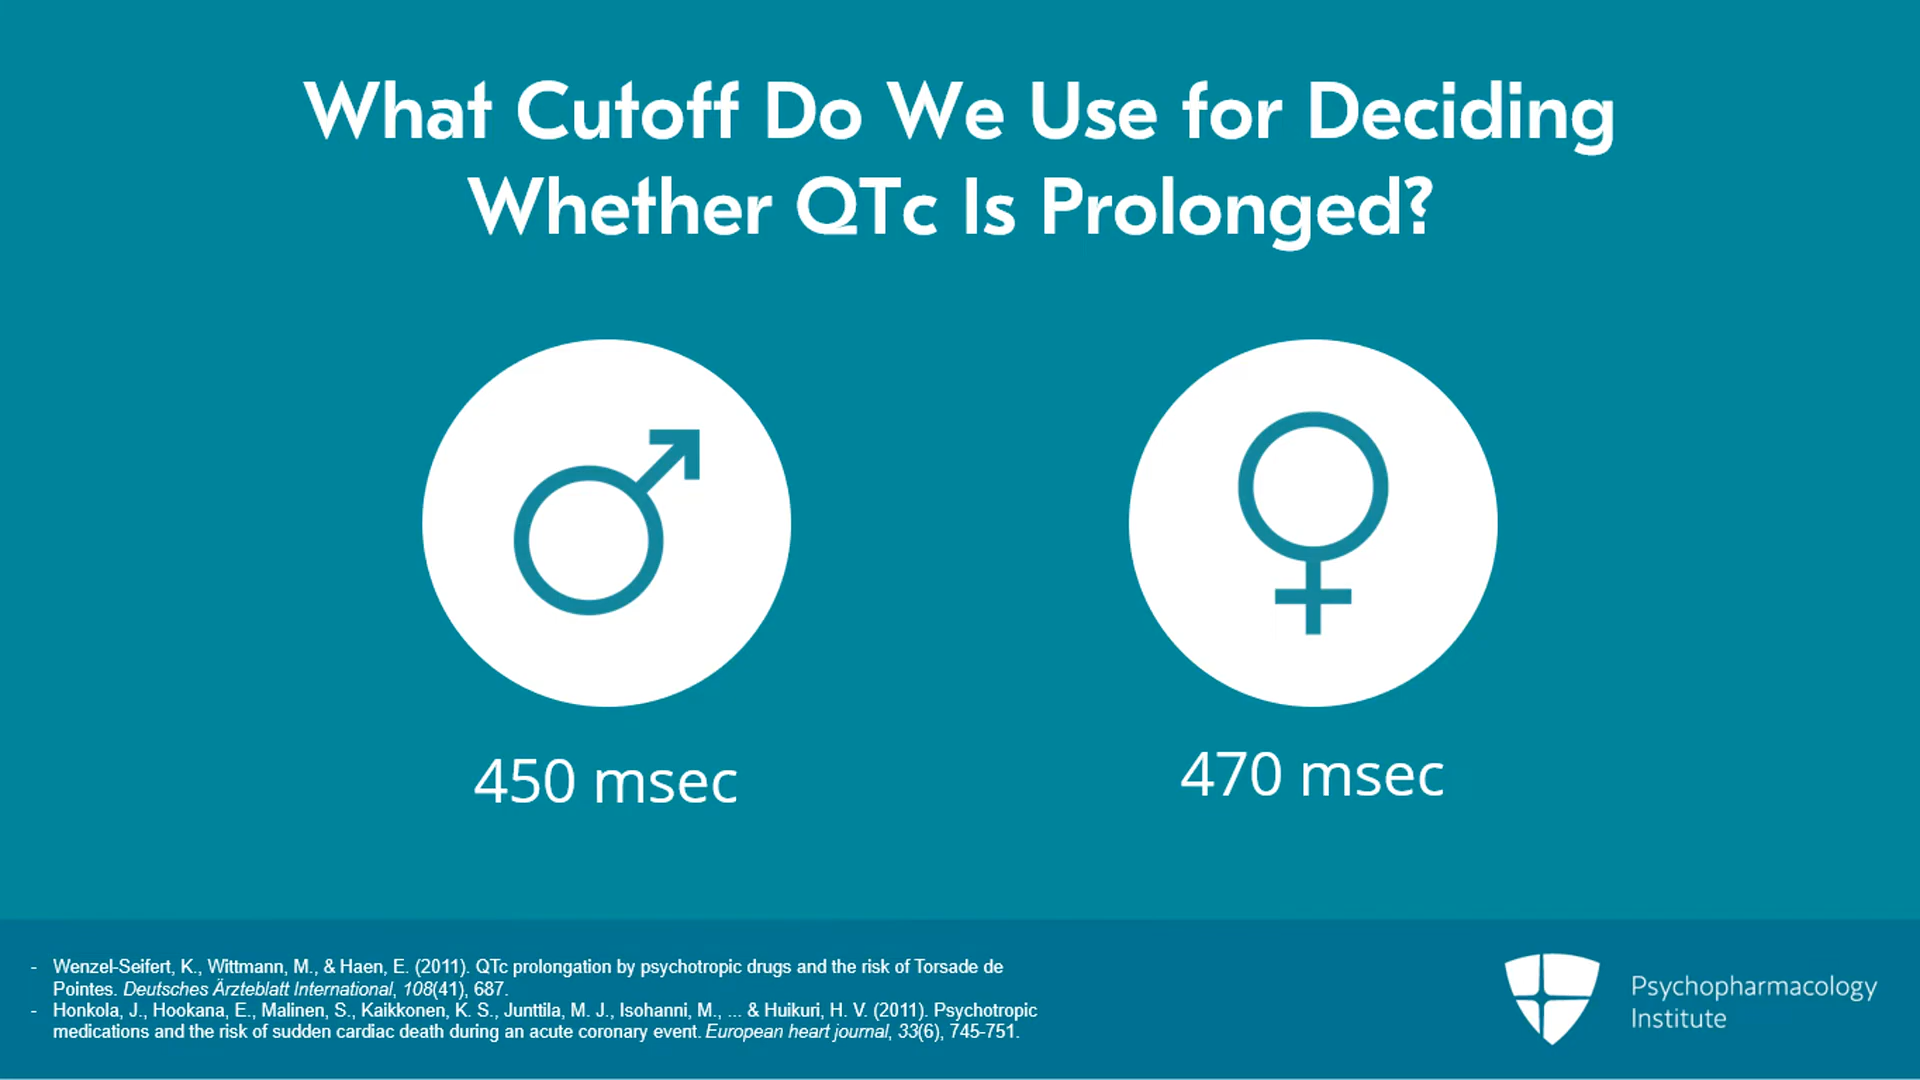 What Cutoff Do We Use for Deciding
Whether QTc Is Prolonged?
450 msec
470 msec
- Wenzel-Seifert, K., Wittmann, M., & Haen, E. (2011). QTc prolongation by psychotropic drugs and the risk of Torsade de
Pointes. Deutsches Ärzteblatt International, 108(41), 687.
- Honkola, J., Hookana, E., Malinen, S., Kaikkonen, K. S., Junttila, M. J., Isohanni, M., ... & Huikuri, H. V. (2011). Psychotropic
medications and the risk of sudden cardiac death during an acute coronary event. European heart journal, 33(6), 745-751.
Psychopharmacology
Institute